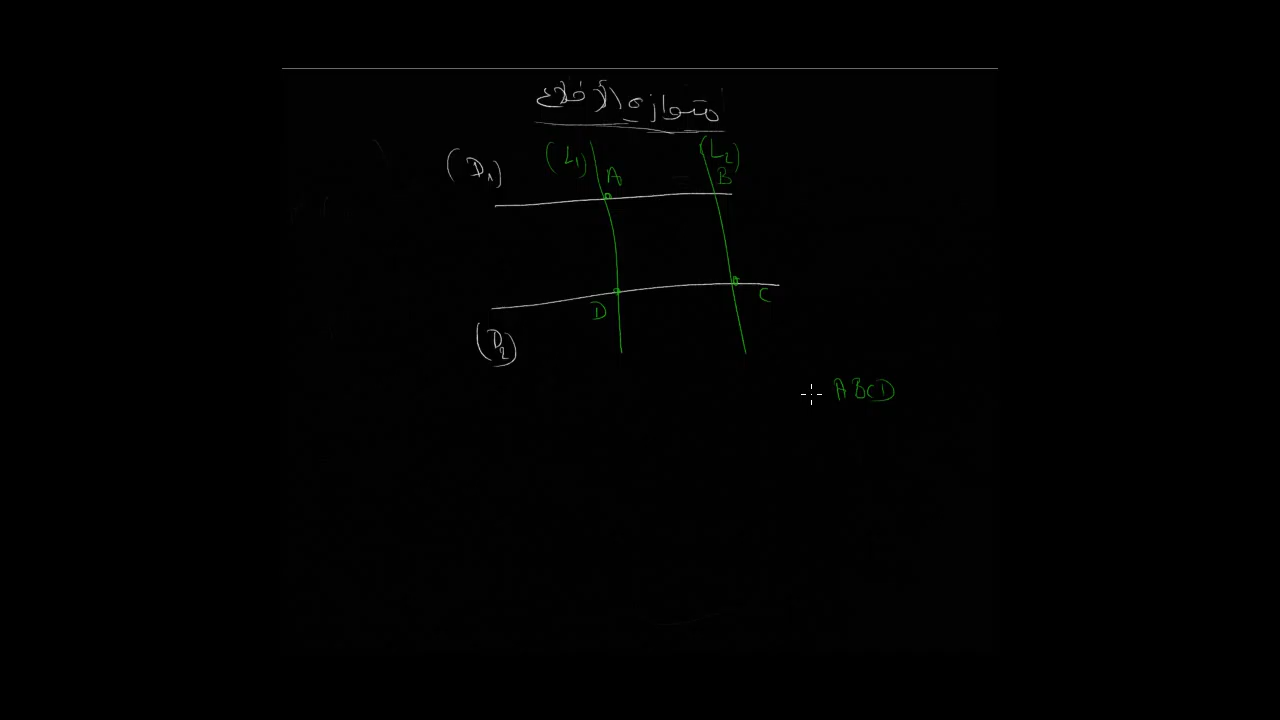 متوازي الأضلاع
(D1) (L1) (L2)
A B
D C
(D2)
ABCD